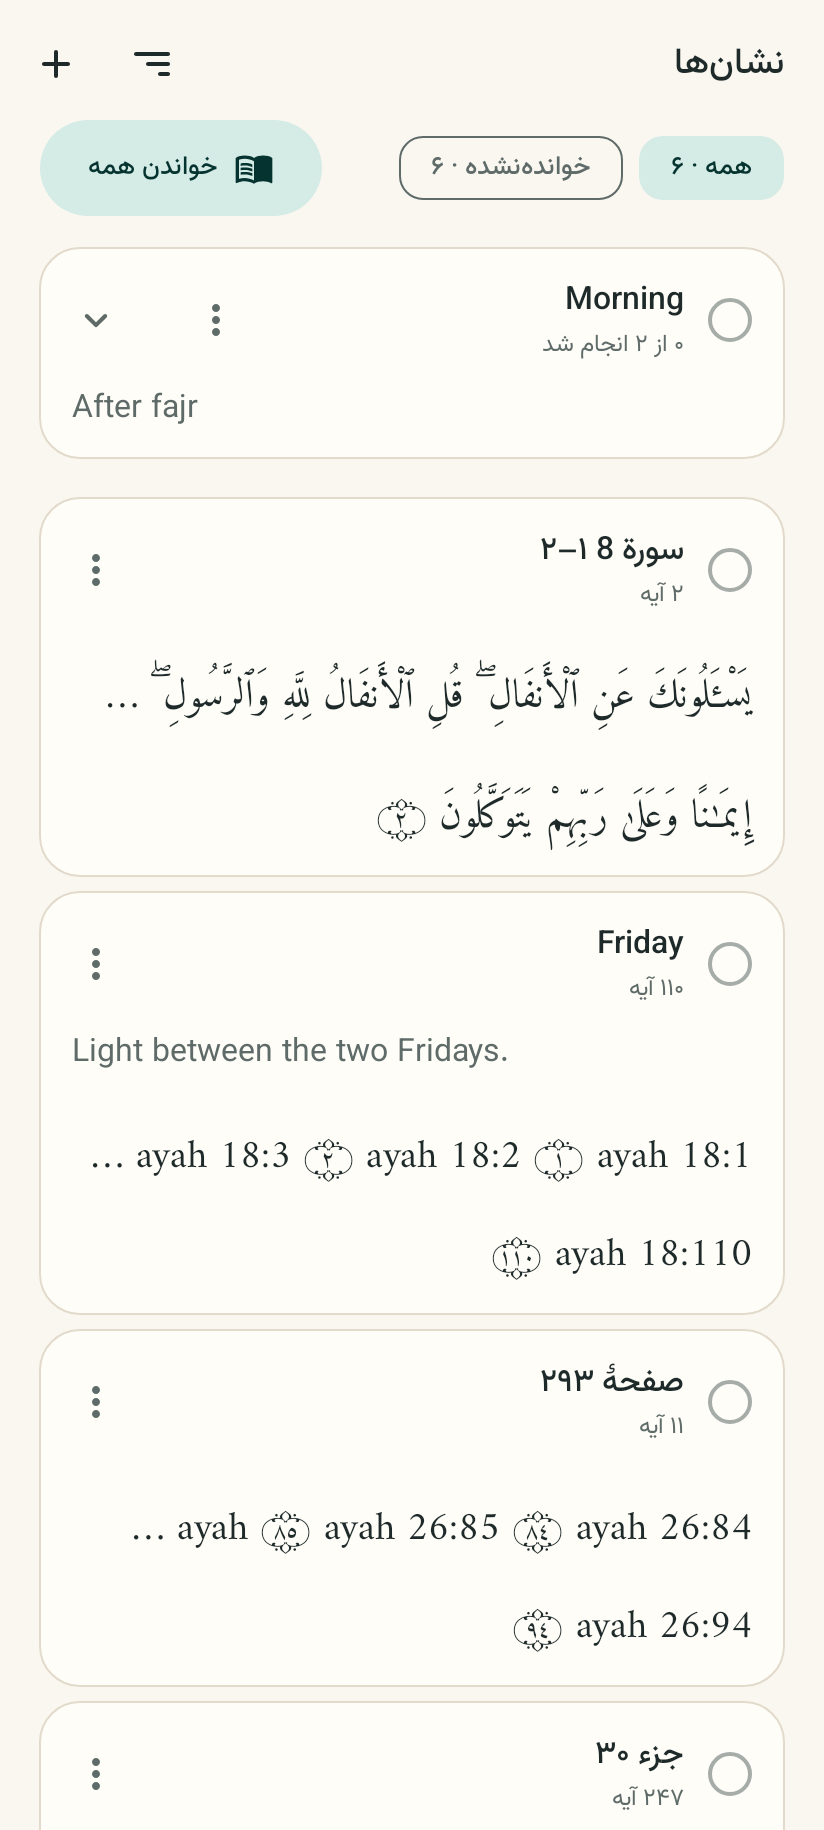 نشان‌ها
همه · ۶
خوانده‌نشده · ۶
خواندن همه
Morning
۰ از ۲ انجام شد
After fajr
سورة 8 ۱–۲
۲ آیه
يَسْـَٔلُونَكَ عَنِ ٱلْأَنفَالِ ۖ قُلِ ٱلْأَنفَالُ لِلَّهِ وَٱلرَّسُولِ ۖ ...
إِيمَـٰنًا وَعَلَىٰ رَبِّهِمْ يَتَوَكَّلُونَ ٢
Friday
۱۱۰ آیه
Light between the two Fridays.
ayah 18:1 ١ ayah 18:2 ٢ ayah 18:3 ...
ayah 18:110 ١١٠
صفحهٔ ۲۹۳
۱۱ آیه
ayah 26:84 ٨٤ ayah 26:85 ٨٥ ayah ...
ayah 26:94 ٩٤
جزء ۳۰
۲۴۷ آیه